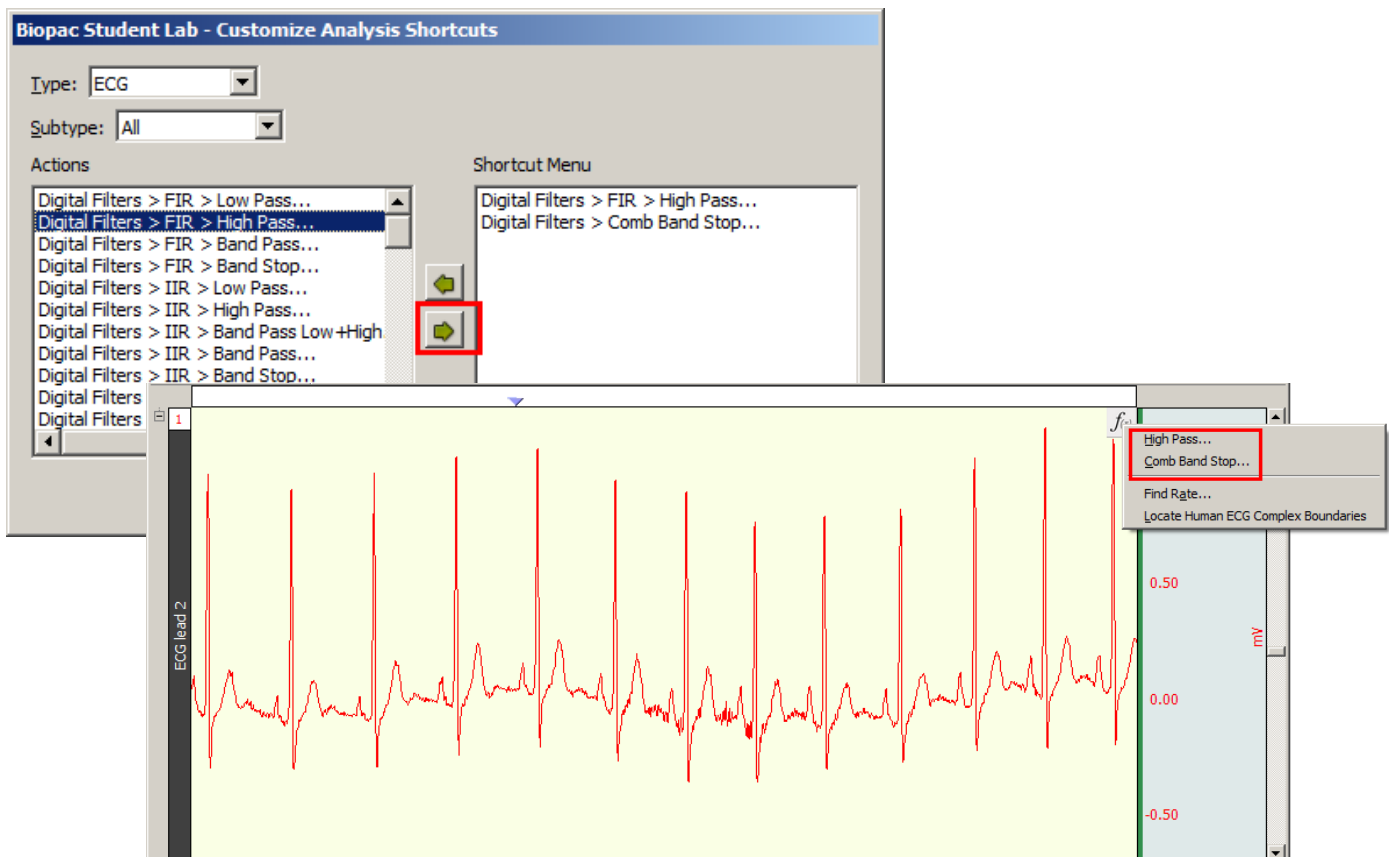 Biopac Student Lab - Customize Analysis Shortcuts
Type: ECG
Subtype: All
Actions
Shortcut Menu
Digital Filters > FIR > Low Pass...
Digital Filters > FIR > High Pass...
Digital Filters > FIR > Band Pass...
Digital Filters > FIR > Band Stop...
Digital Filters > IIR > Low Pass...
Digital Filters > IIR > High Pass...
Digital Filters > IIR > Band Pass Low+High
Digital Filters > IIR > Band Pass...
Digital Filters > IIR > Band Stop...
Digital Filters
Digital Filters
Digital Filters > FIR > High Pass...
Digital Filters > Comb Band Stop...
1
ECG lead 2
f(x)
High Pass...
Comb Band Stop...
Find Rate...
Locate Human ECG Complex Boundaries
0.50
mV
0.00
-0.50